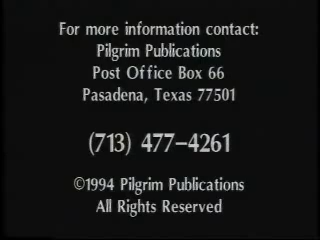 For more information contact:
Pilgrim Publications
Post Office Box 66
Pasadena, Texas 77501
(713) 477-4261
©1994 Pilgrim Publications
All Rights Reserved